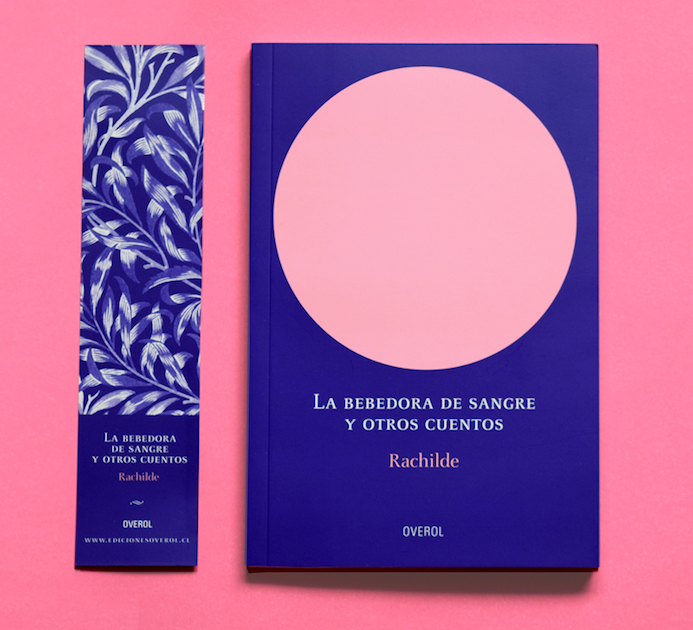 La bebedora
de sangre
y otros cuentos
Rachilde
OVEROL
www.edicionesoverol.cl
La bebedora de sangre
y otros cuentos
Rachilde
OVEROL